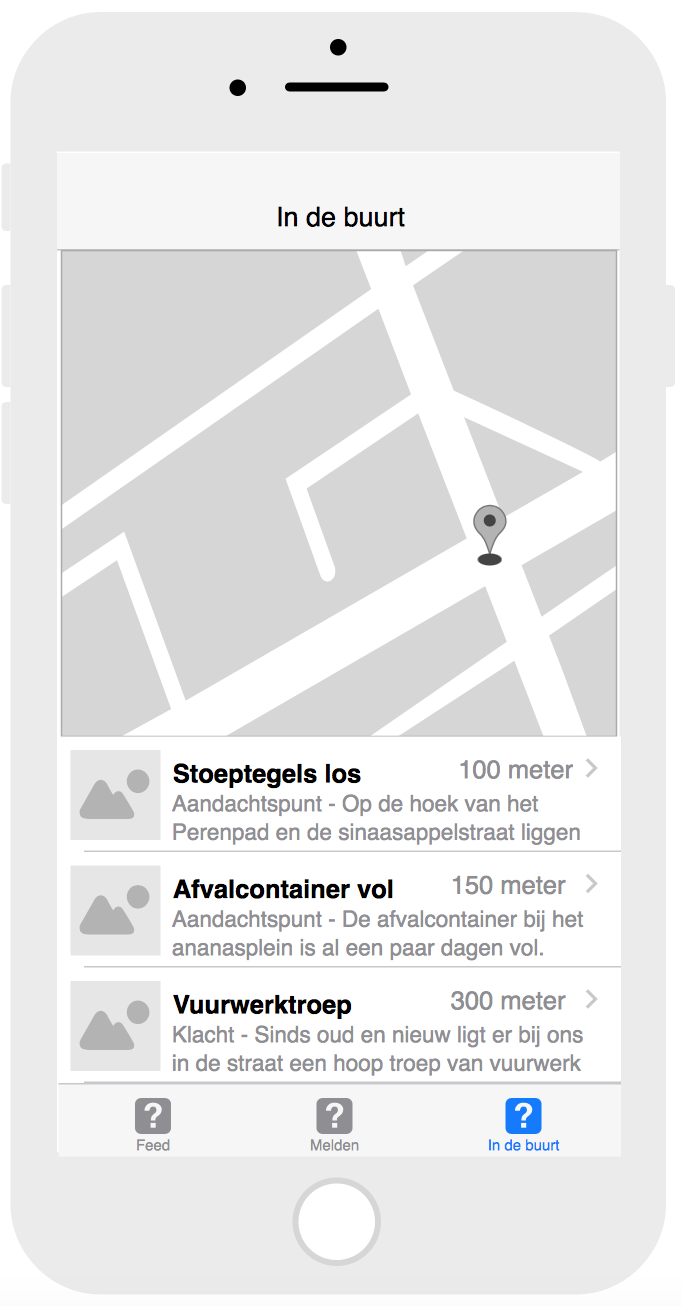 In de buurt
Stoeptegels los
100 meter
Aandachtspunt - Op de hoek van het
Perenpad en de sinaasappelstraat liggen
Afvalcontainer vol
150 meter
Aandachtspunt - De afvalcontainer bij het
ananasplein is al een paar dagen vol.
Vuurwerktroep
300 meter
Klacht - Sinds oud en nieuw ligt er bij ons
in de straat een hoop troep van vuurwerk
?
Feed
?
Melden
?
In de buurt